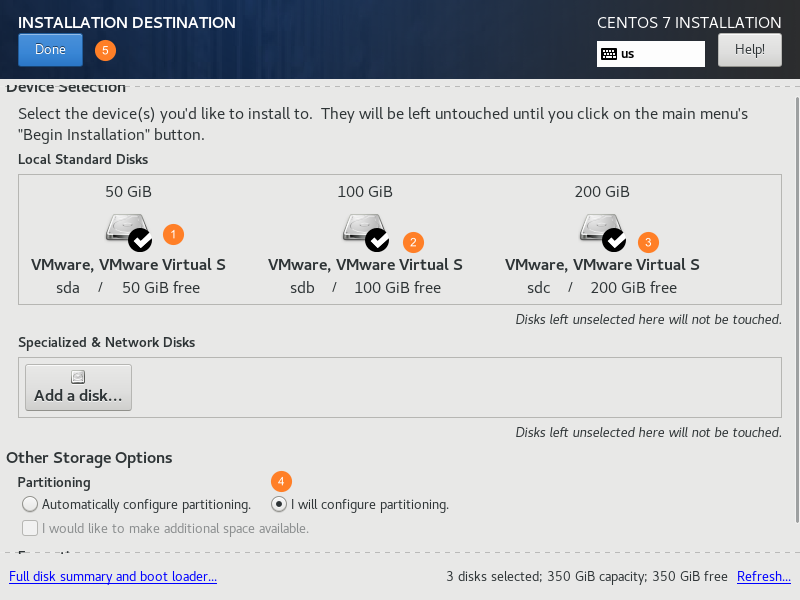 INSTALLATION DESTINATION
CENTOS 7 INSTALLATION
Done
5
us
Help!
Device Selection
Select the device(s) you'd like to install to. They will be left untouched until you click on the main menu's
"Begin Installation" button.
Local Standard Disks
50 GiB
100 GiB
200 GiB
1
2
3
VMware, VMware Virtual S
VMware, VMware Virtual S
VMware, VMware Virtual S
sda / 50 GiB free
sdb / 100 GiB free
sdc / 200 GiB free
Disks left unselected here will not be touched.
Specialized & Network Disks
Add a disk...
Disks left unselected here will not be touched.
Other Storage Options
Partitioning
4
Automatically configure partitioning.
I will configure partitioning.
I would like to make additional space available.
Full disk summary and boot loader...
3 disks selected; 350 GiB capacity; 350 GiB free
Refresh...